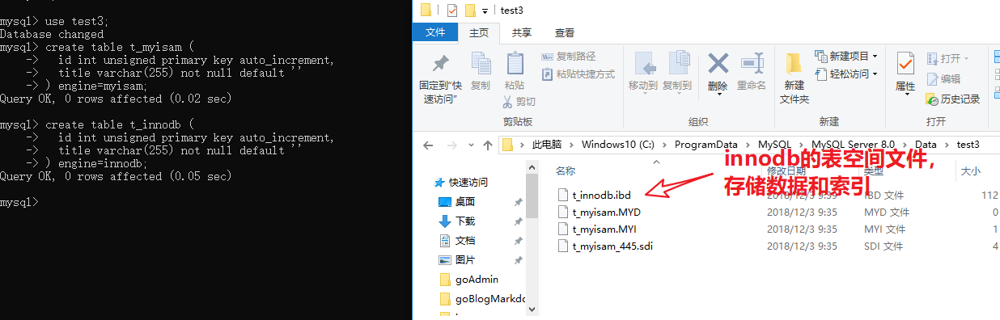 mysql> use test3;
Database changed
mysql> create table t_myisam (
    ->   id int unsigned primary key auto_increment,
    ->   title varchar(255) not null default ''
    -> ) engine=myisam;
Query OK, 0 rows affected (0.02 sec)
mysql> create table t_innodb (
    ->   id int unsigned primary key auto_increment,
    ->   title varchar(255) not null default ''
    -> ) engine=innodb;
Query OK, 0 rows affected (0.05 sec)
mysql>
test3
文件 主页 共享 查看
固定到“快速访问”
复制
粘贴
复制路径
粘贴快捷方式
剪切
剪贴板
移动到
复制到
删除
重命名
组织
新建文件夹
新建项目
轻松访问
新建
属性
打开
编辑
历史记录
打开
此电脑 > Windows10 (C:) > ProgramData > MySQL > MySQL Server 8.0 > Data > test3
快速访问
桌面
下载
文档
图片
goAdmin
名称 修改日期 类型 大小
innodb的表空间文件，
存储数据和索引
t_innodb.ibd 2018/12/3 9:35 IBD 文件 112
t_myisam.MYD 2018/12/3 9:35 MYD 文件 0
t_myisam.MYI 2018/12/3 9:35 MYI 文件 1
t_myisam_445.sdi 2018/12/3 9:35 SDI 文件 4